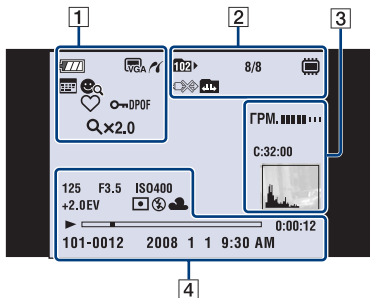 1
2
3
VGA
102
8/8
DPOF
×2.0
ГРМ.
C:32:00
125 F3.5 ISO400
+2.0EV
0:00:12
101-0012 2008 1 1 9:30 AM
4